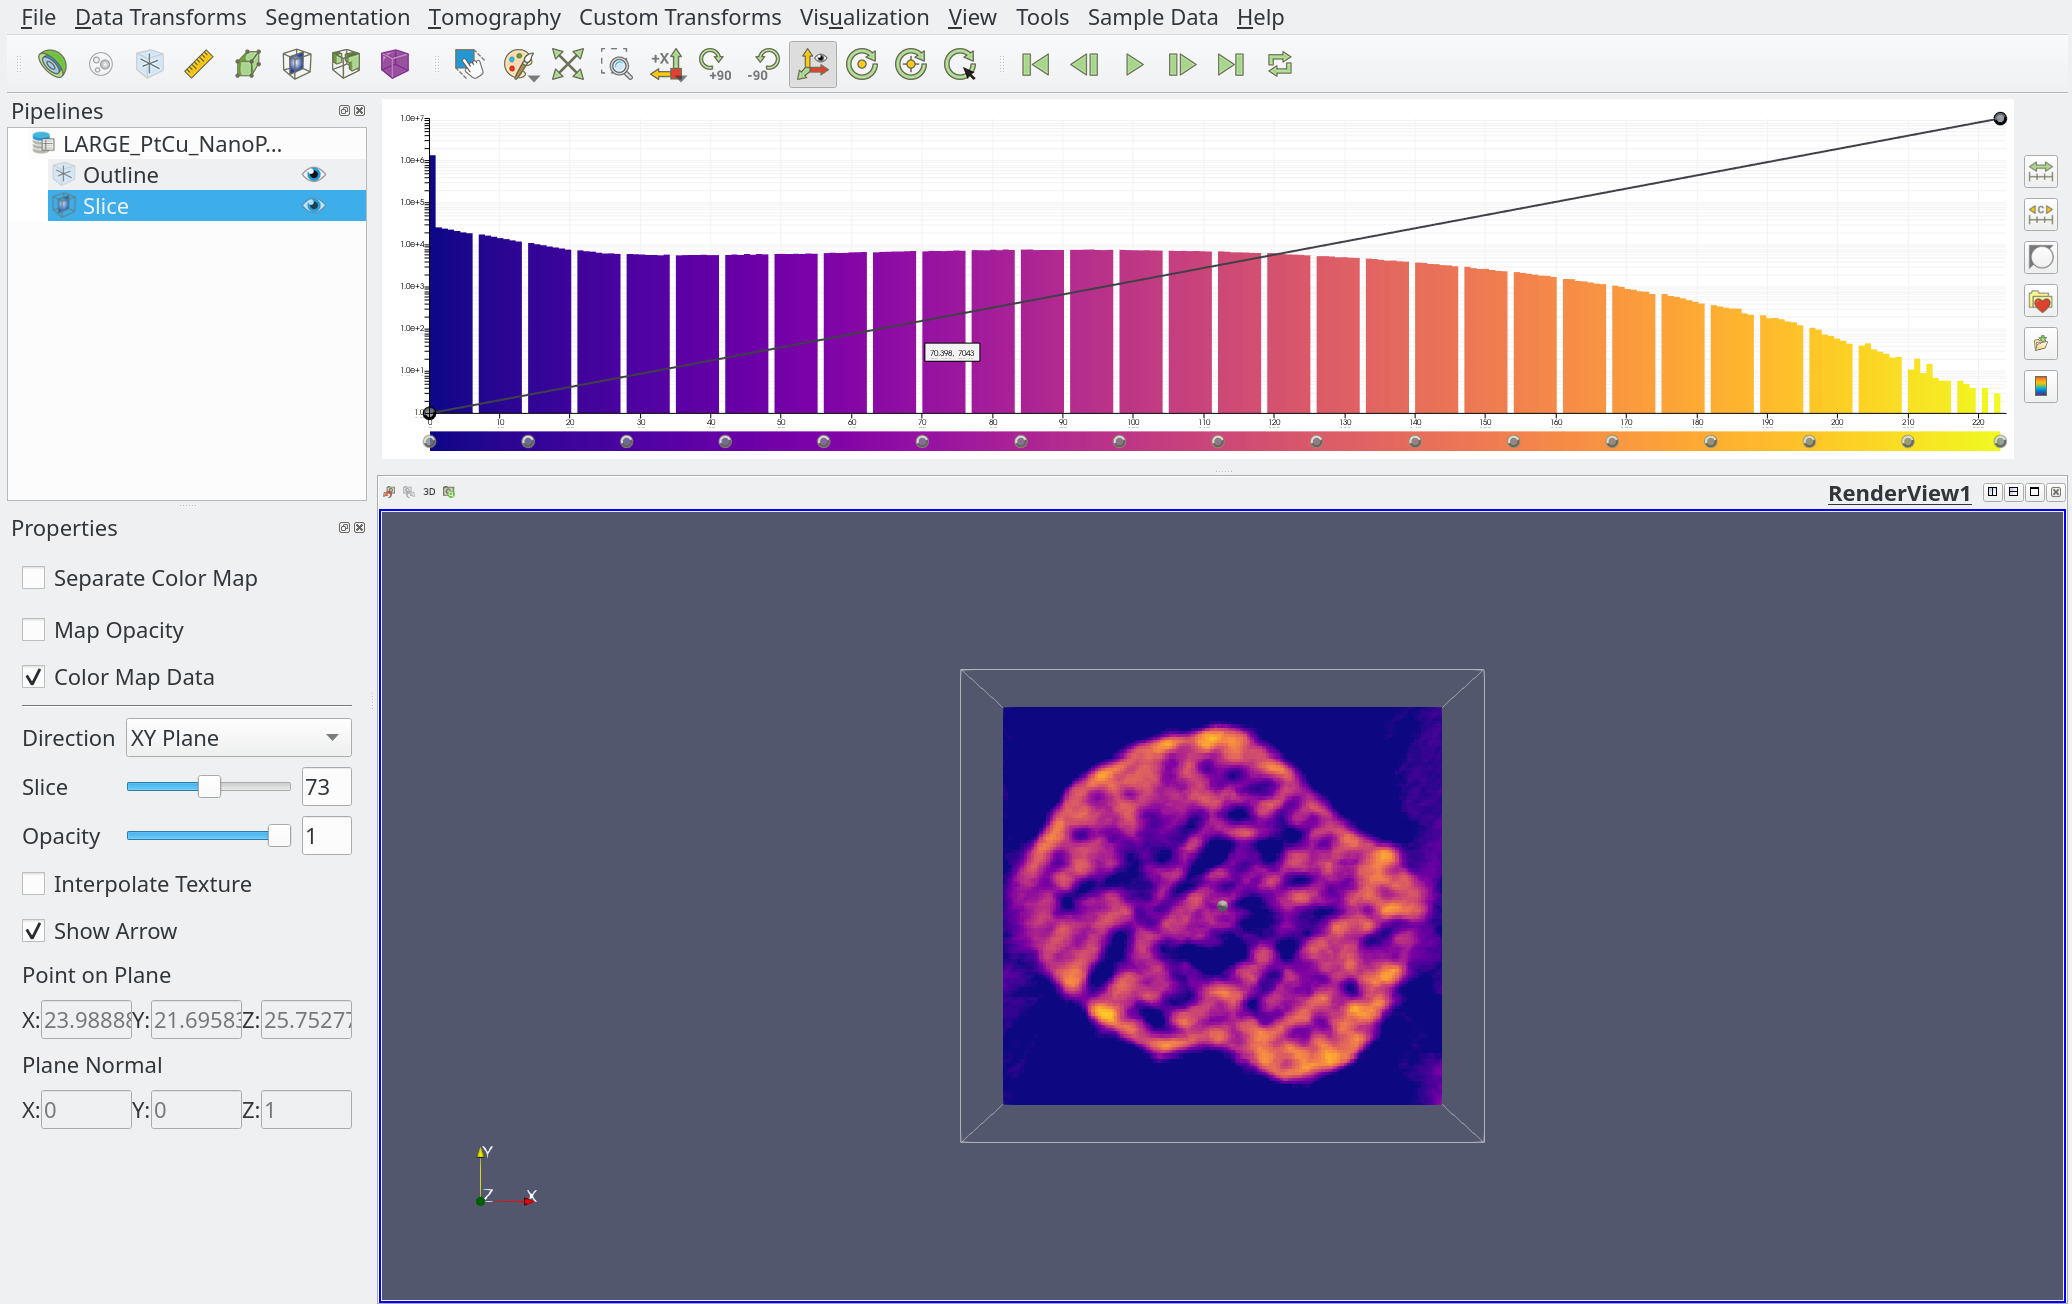 File Data Transforms Segmentation Tomography Custom Transforms Visualization View Tools Sample Data Help
+X +90 -90
Pipelines
LARGE_PtCu_NanoP...
Outline
Slice
Properties
Separate Color Map
Map Opacity
Color Map Data
Direction XY Plane
Slice 73
Opacity 1
Interpolate Texture
Show Arrow
Point on Plane
X: 23.98888 Y: 21.69583 Z: 25.75277
Plane Normal
X: 0 Y: 0 Z: 1
1.0e+7
1.0e+6
1.0e+5
1.0e+4
1.0e+3
1.0e+2
1.0e+1
1.0
70.398, 7043
0 10 20 30 40 50 60 70 80 90 100 110 120 130 140 150 160 170 180 190 200 210 220
C
3D RenderView1
Y
Z X